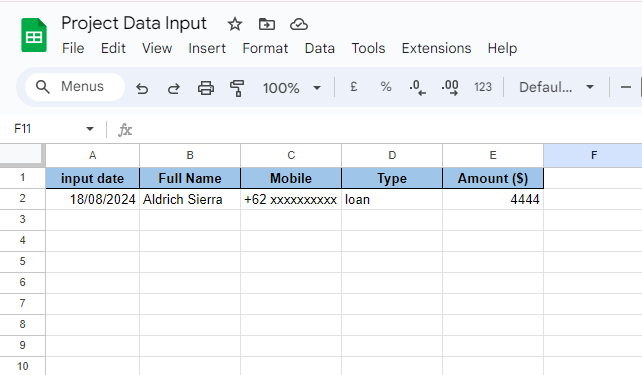 Project Data Input
File Edit View Insert Format Data Tools Extensions Help
Menus 100% £ % .0 .00 123 Defaul...
F11 fx
A B C D E F
1 input date Full Name Mobile Type Amount ($)
2 18/08/2024 Aldrich Sierra +62 xxxxxxxxxx loan 4444
3
4
5
6
7
8
9
10